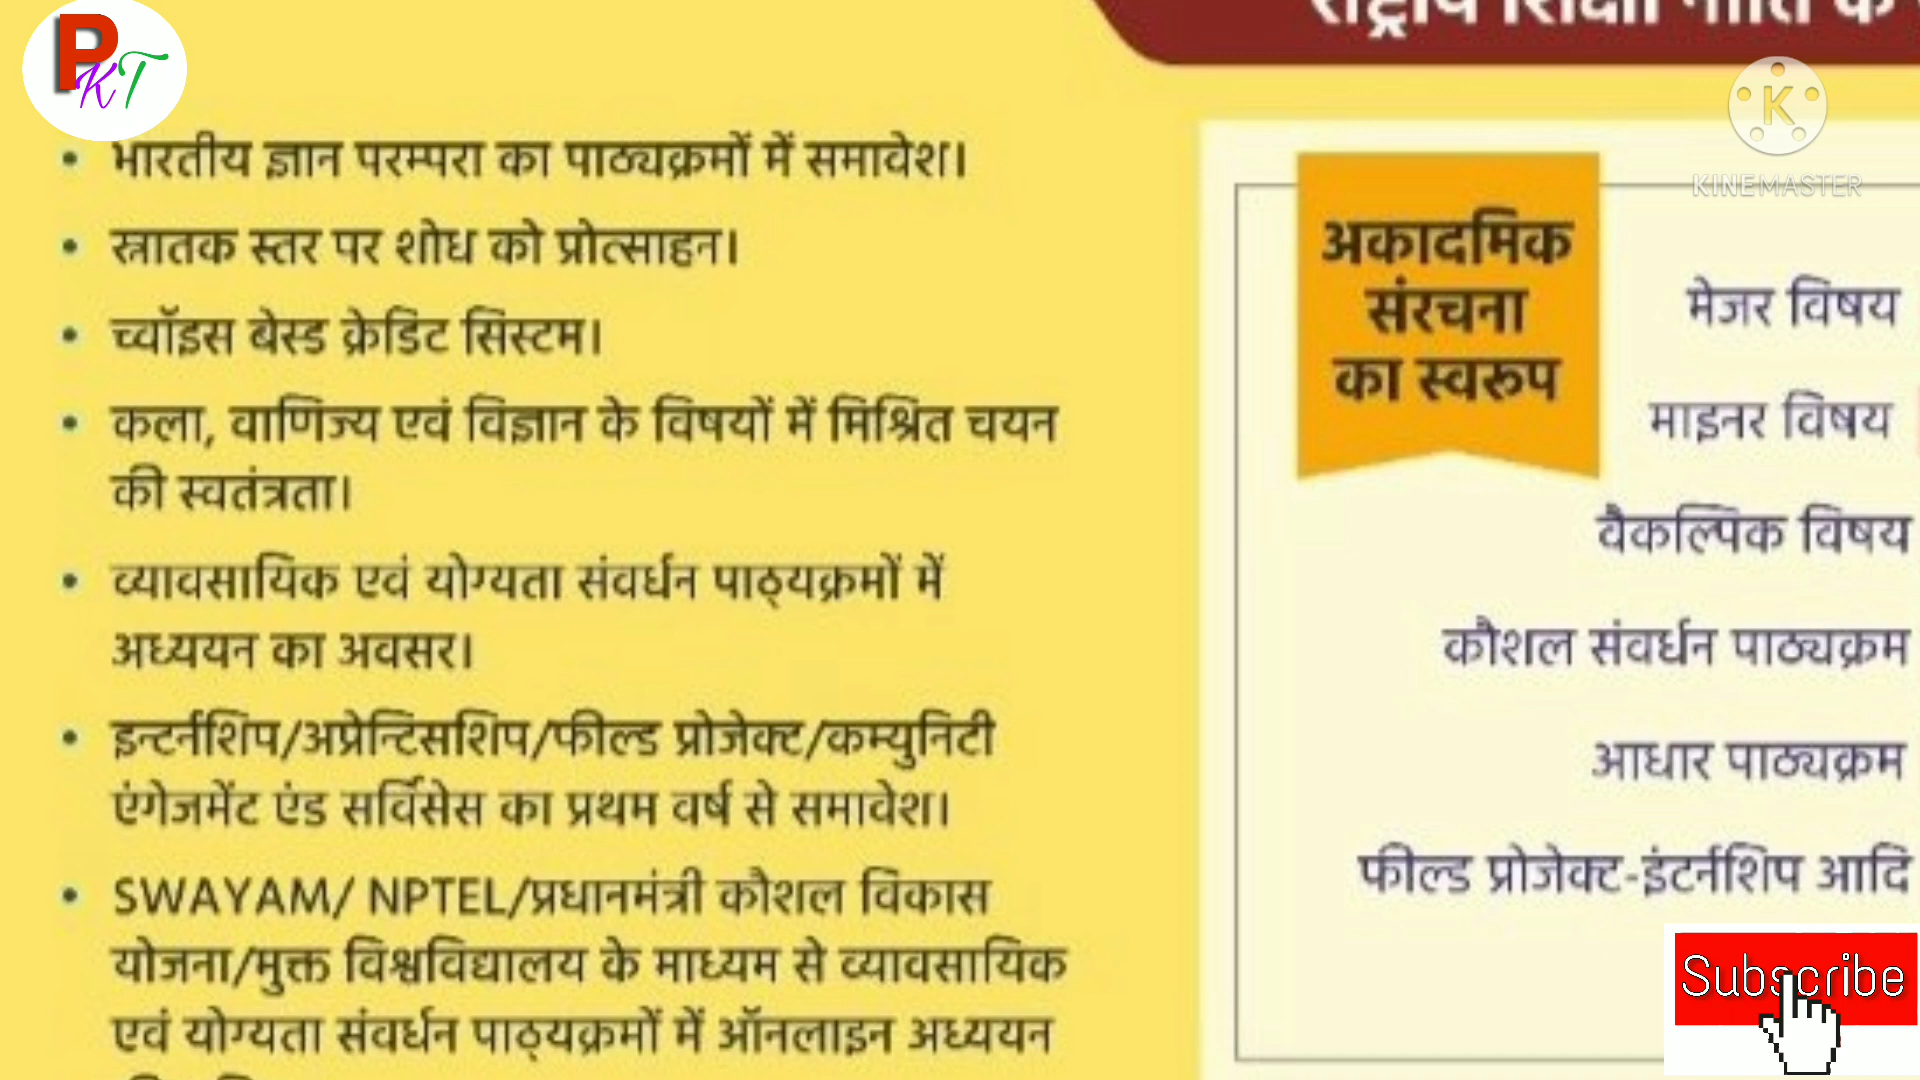 PKT
राष्ट्रीय शिक्षा नीति के
KINEMASTER
• भारतीय ज्ञान परम्परा का पाठ्यक्रमों में समावेश।
• स्नातक स्तर पर शोध को प्रोत्साहन।
• च्वॉइस बेस्ड क्रेडिट सिस्टम।
• कला, वाणिज्य एवं विज्ञान के विषयों में मिश्रित चयन
की स्वतंत्रता।
• व्यावसायिक एवं योग्यता संवर्धन पाठ्यक्रमों में
अध्ययन का अवसर।
• इन्टर्नशिप/अप्रेन्टिसशिप/फील्ड प्रोजेक्ट/कम्युनिटी
एंगेजमेंट एंड सर्विसेस का प्रथम वर्ष से समावेश।
• SWAYAM/ NPTEL/प्रधानमंत्री कौशल विकास
योजना/मुक्त विश्वविद्यालय के माध्यम से व्यावसायिक
एवं योग्यता संवर्धन पाठ्यक्रमों में ऑनलाइन अध्ययन
अकादमिक
संरचना
का स्वरूप
मेजर विषय
माइनर विषय
वैकल्पिक विषय
कौशल संवर्धन पाठ्यक्रम
आधार पाठ्यक्रम
फील्ड प्रोजेक्ट-इंटर्नशिप आदि
Subscribe